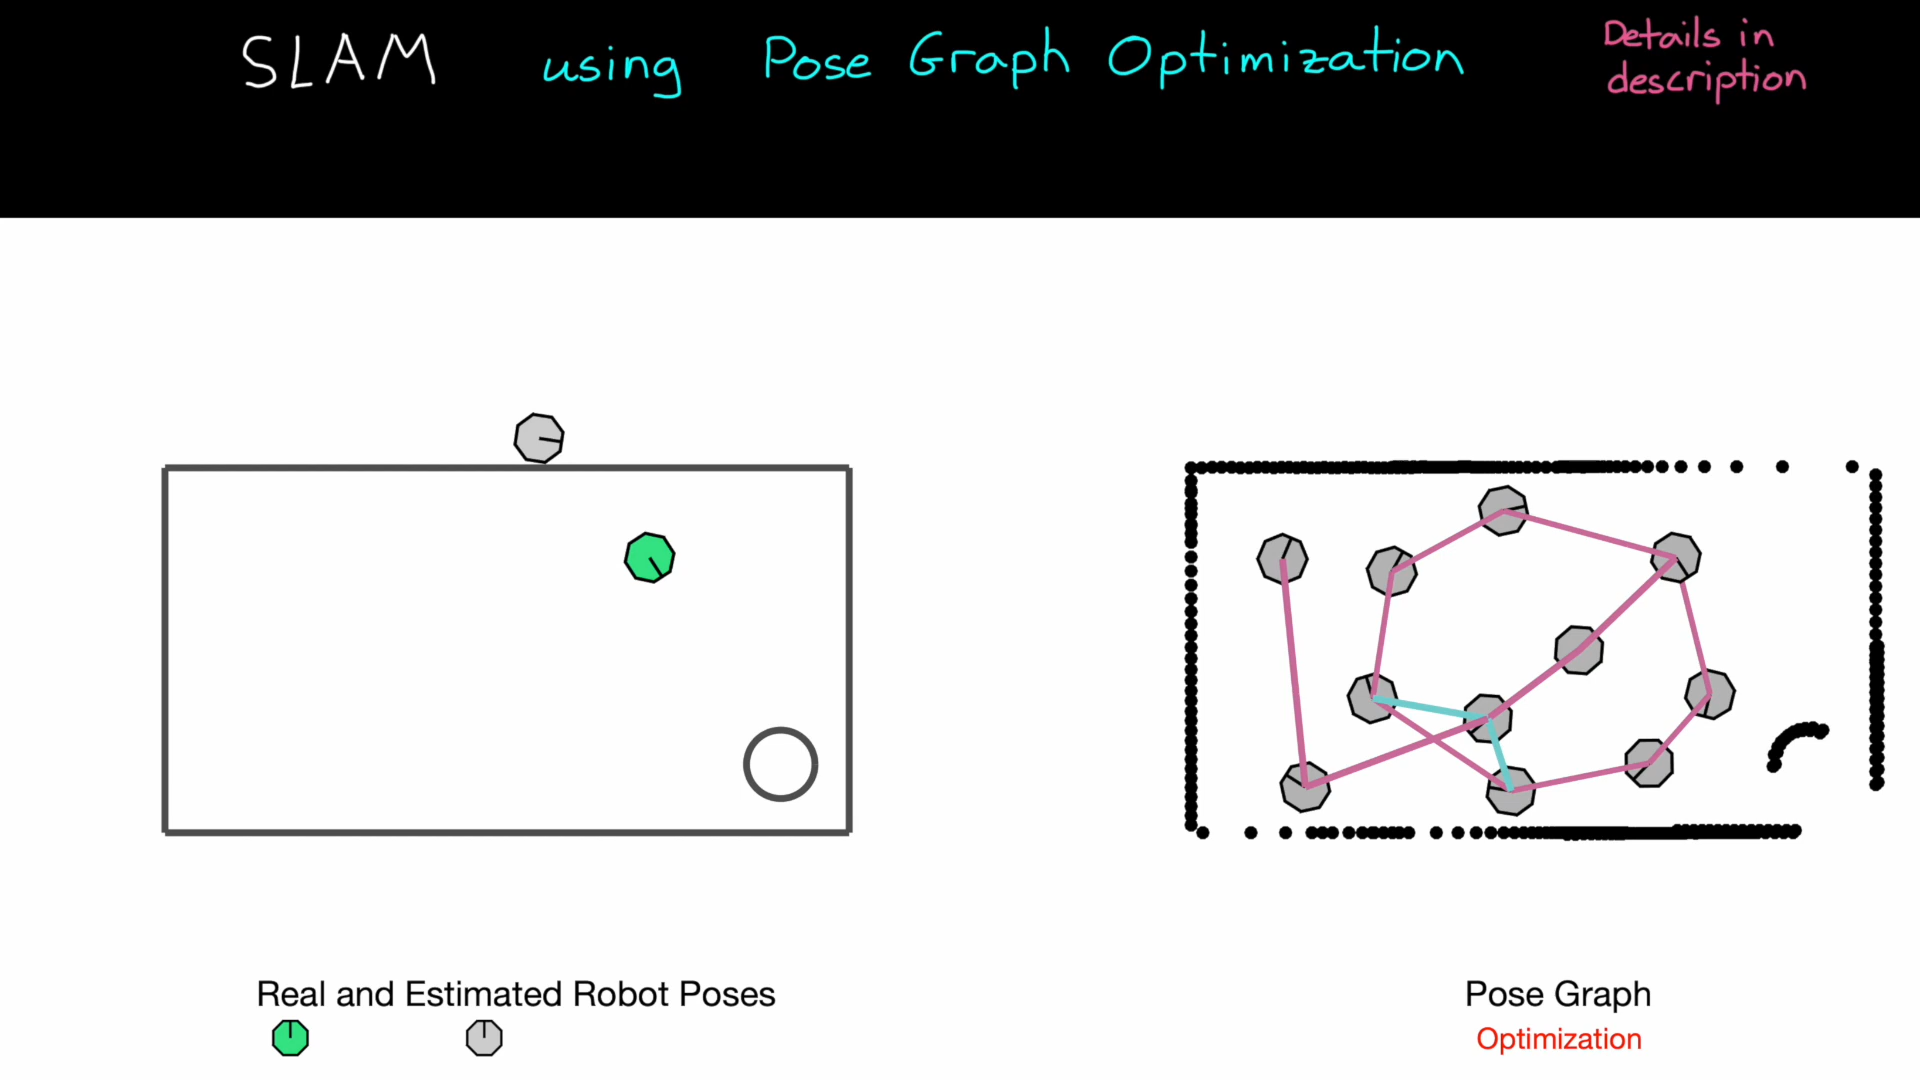 SLAM using Pose Graph Optimization
Details in
description
Real and Estimated Robot Poses
Pose Graph
Optimization